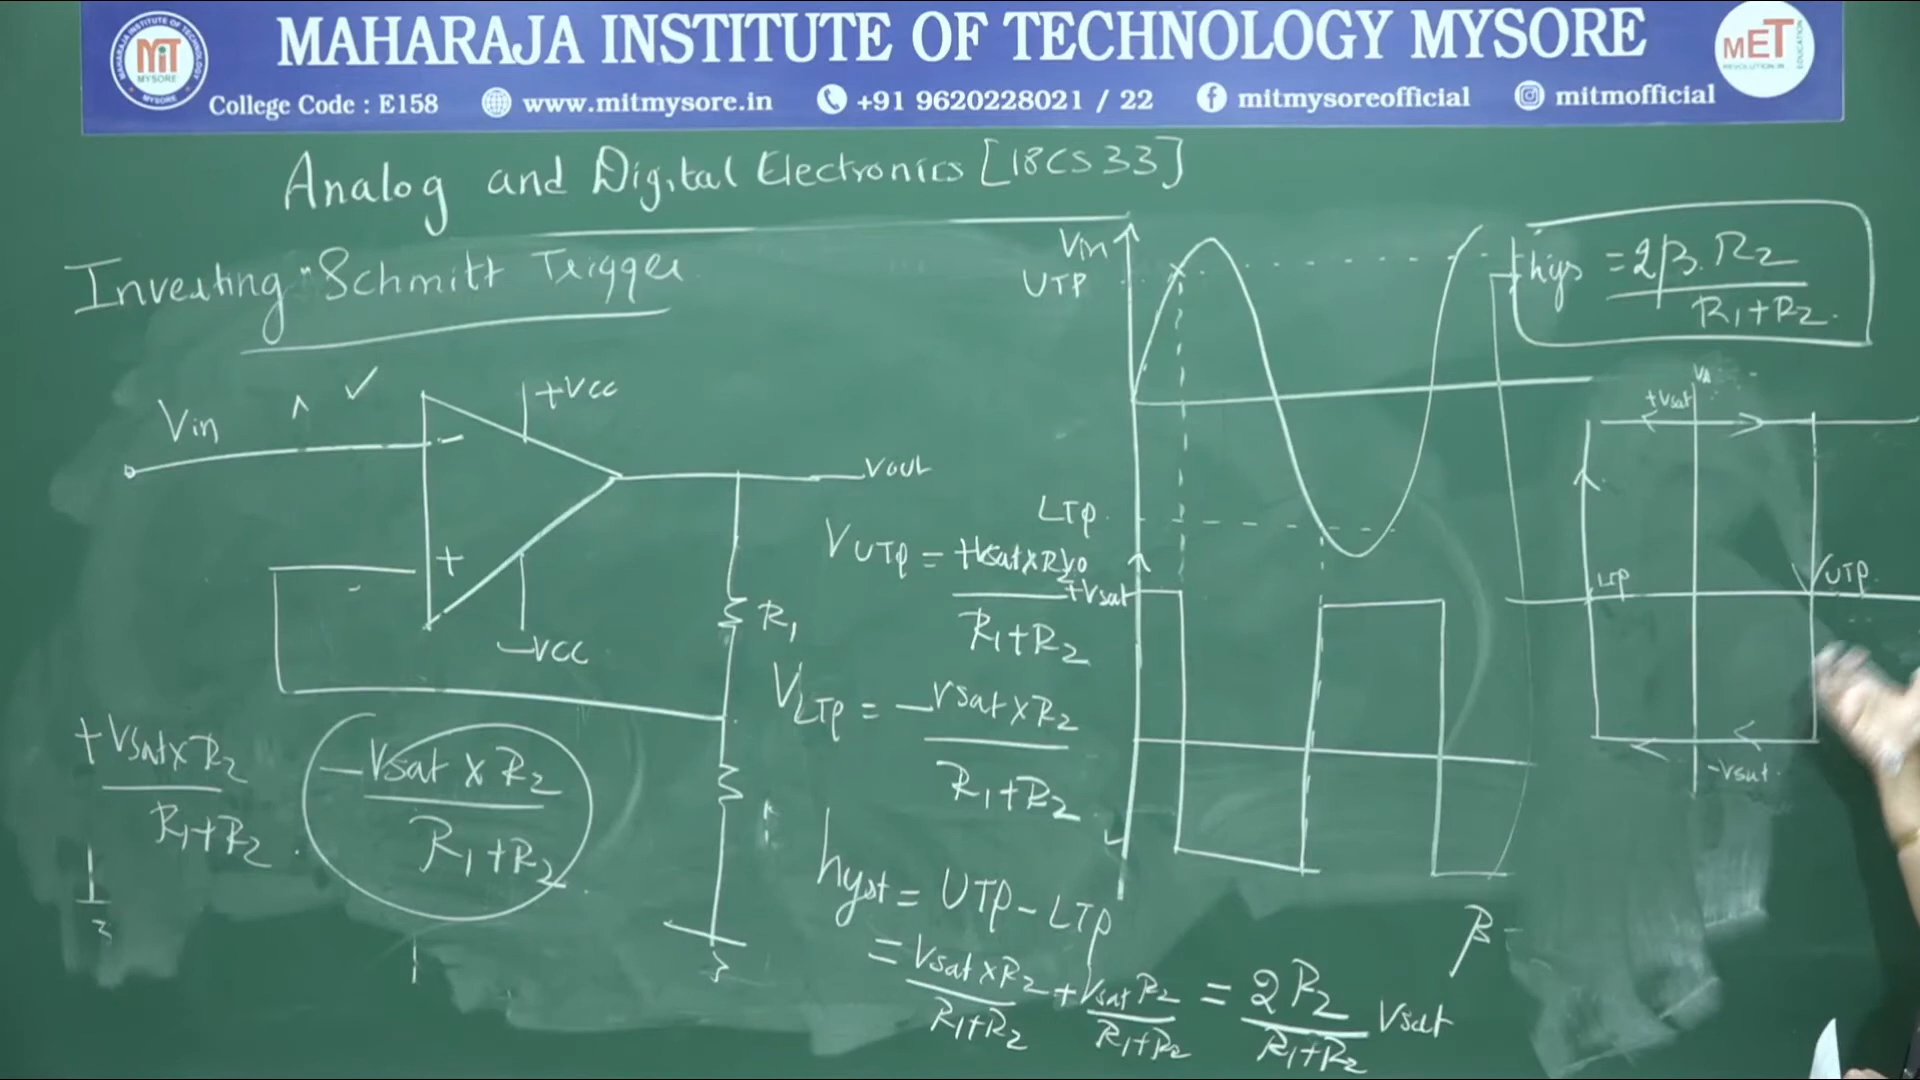 MAHARAJA INSTITUTE OF TECHNOLOGY MYSORE
MIT
MYSORE
MET
College Code : E158
www.mitmysore.in
+91 9620228021 / 22
mitmysoreofficial
mitmofficial
Analog and Digital Electronics [18CS33]
Inverting Schmitt Trigger
Vin
+Vcc
-
+
-VCC
Vout
R1
+Vsat×R2
R1+R2
-Vsat×R2
R1+R2
VUTP =
R1+R2
VLTP = -Vsat×R2
R1+R2
hyst = UTP-LTP
= Vsat×R2 + Vsat R2 = 2R2 Vsat
R1+R2 R1+R2 R1+R2
Vin
UTP
LTP
+Vsat
hys = 2β.R2
R1+R2
+Vsat
LTP
UTP
-Vsat
β